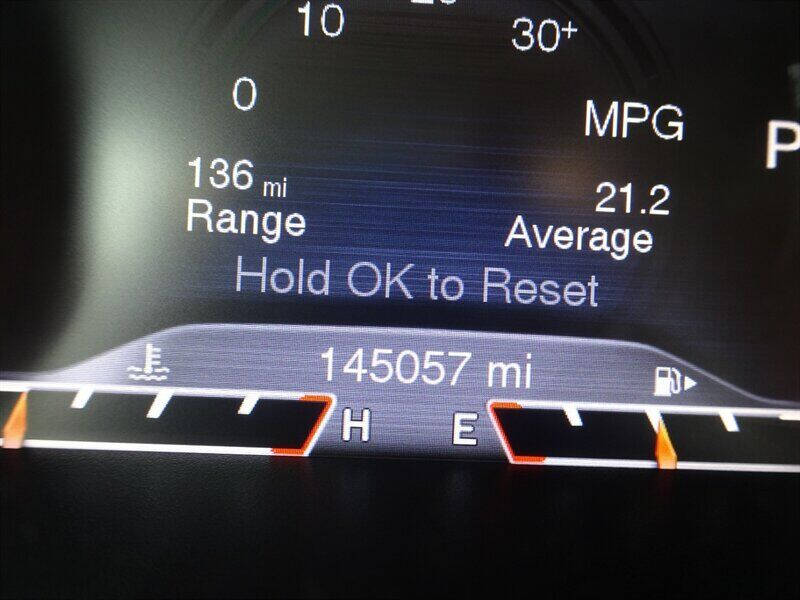 10 30+
0
MPG
P
136 mi 21.2
Range Average
Hold OK to Reset
145057 mi
H E